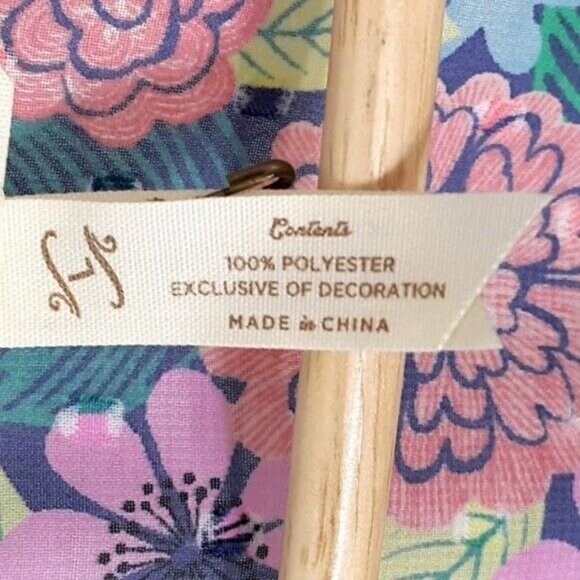 H
Contents
100% POLYESTER
EXCLUSIVE OF DECORATION
MADE in CHINA